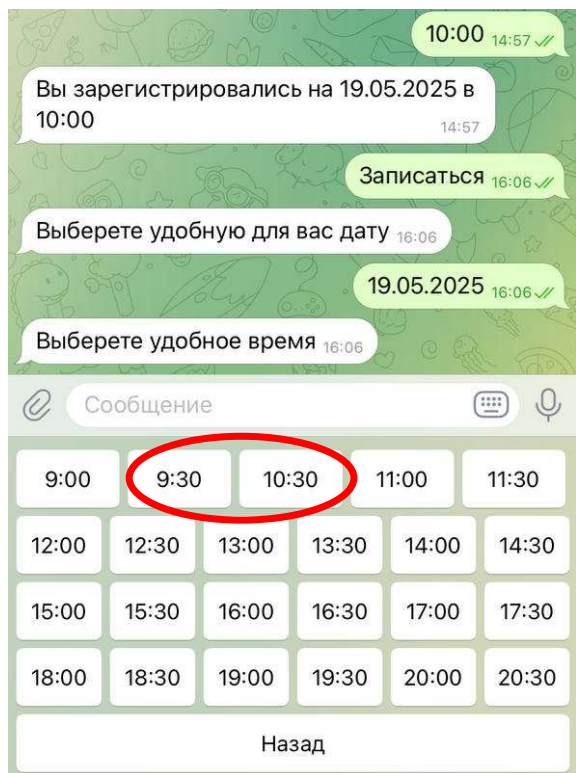 10:00 14:57
Вы зарегистрировались на 19.05.2025 в
10:00
14:57
Записаться 16:06
Выберете удобную для вас дату 16:06
19.05.2025 16:06
Выберете удобное время 16:06
Сообщение
9:00 9:30 10:30 11:00 11:30
12:00 12:30 13:00 13:30 14:00 14:30
15:00 15:30 16:00 16:30 17:00 17:30
18:00 18:30 19:00 19:30 20:00 20:30
Назад